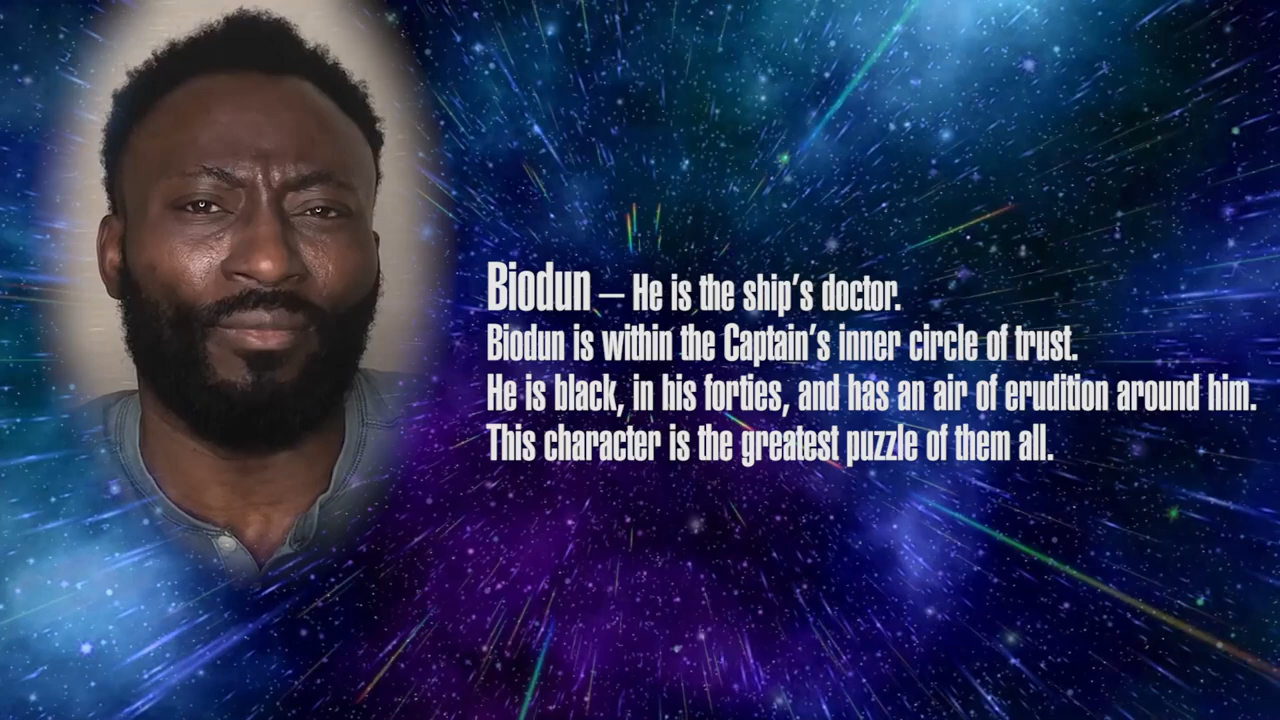 Biodun – He is the ship's doctor.
Biodun is within the Captain's inner circle of trust.
He is black, in his forties, and has an air of erudition around him.
This character is the greatest puzzle of them all.